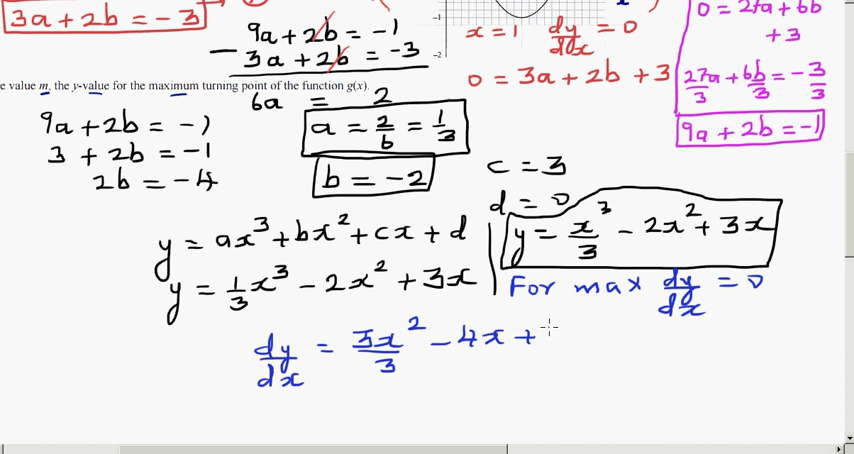 3a + 2b = -3
9a + 2b = -1
- 3a + 2b = -3
6a = 2
a = 2/6 = 1/3
b = -2
-1
-2
x = 1 dy/dx = 0
0 = 3a + 2b + 3
0 = 27a + 6b
+ 3
27a/3 + 6b/3 = -3/3
9a + 2b = -1
e value m, the y-value for the maximum turning point of the function g(x).
9a + 2b = -1
3 + 2b = -1
2b = -4
c = 3
d = 0
y = ax³ + bx² + cx + d
y = 1/3 x³ - 2x² + 3x
y = x³/3 - 2x² + 3x
For max dy/dx = 0
dy/dx = 3x²/3 - 4x +